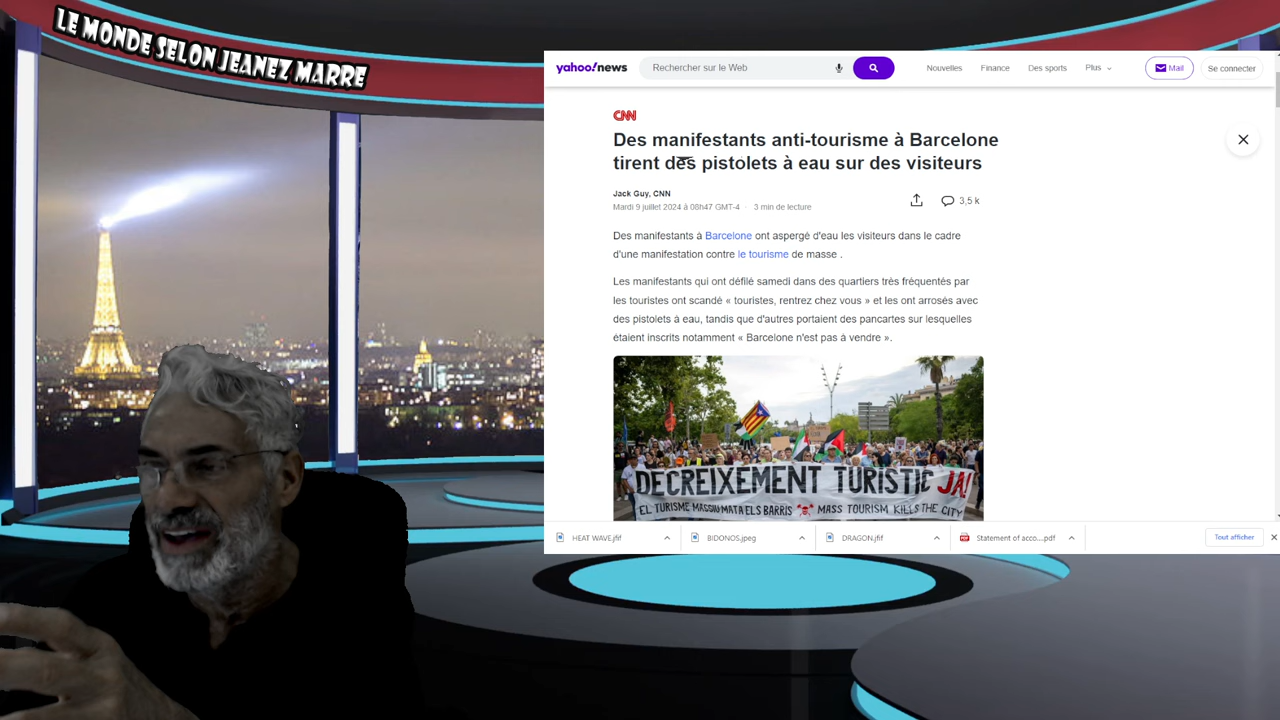 LE MONDE SELON JEANEZ MARRE
yahoo!news
Rechercher sur le Web
Nouvelles
Finance
Des sports
Plus
Mail
Se connecter
CNN
Des manifestants anti-tourisme à Barcelone
tirent des pistolets à eau sur des visiteurs
Jack Guy, CNN
Mardi 9 juillet 2024 à 08h47 GMT-4 · 3 min de lecture
3,5 k
Des manifestants à Barcelone ont aspergé d'eau les visiteurs dans le cadre
d'une manifestation contre le tourisme de masse .
Les manifestants qui ont défilé samedi dans des quartiers très fréquentés par
les touristes ont scandé « touristes, rentrez chez vous » et les ont arrosés avec
des pistolets à eau, tandis que d'autres portaient des pancartes sur lesquelles
étaient inscrits notamment « Barcelone n'est pas à vendre ».
DECREIXEMENT TURISTIC JA!
EL TURISME MASSIU MATA ELS BARRIS MASS TOURISM KILLS THE CITY
HEAT WAVE.jfif
BIDONOS.jpeg
DRAGON.jfif
Statement of acco....pdf
Tout afficher